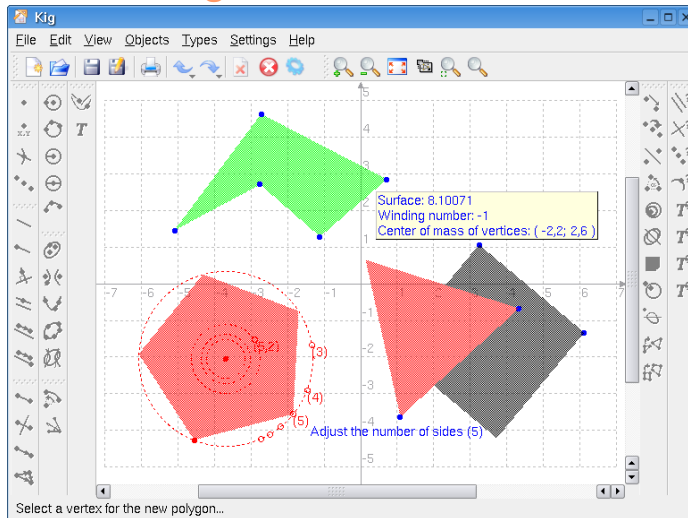 Kig
File Edit View Objects Types Settings Help
x,y
T
5
4
3
2
1
-7 -6 -5 -4 -3 -2 -1 1 2 3 4 5 6 7
-1
-2
-3
-4
-5
Surface: 8.10071
Winding number: -1
Center of mass of vertices: ( -2,2; 2,6 )
(5,2)
(3)
(4)
(5)
Adjust the number of sides (5)
Select a vertex for the new polygon...